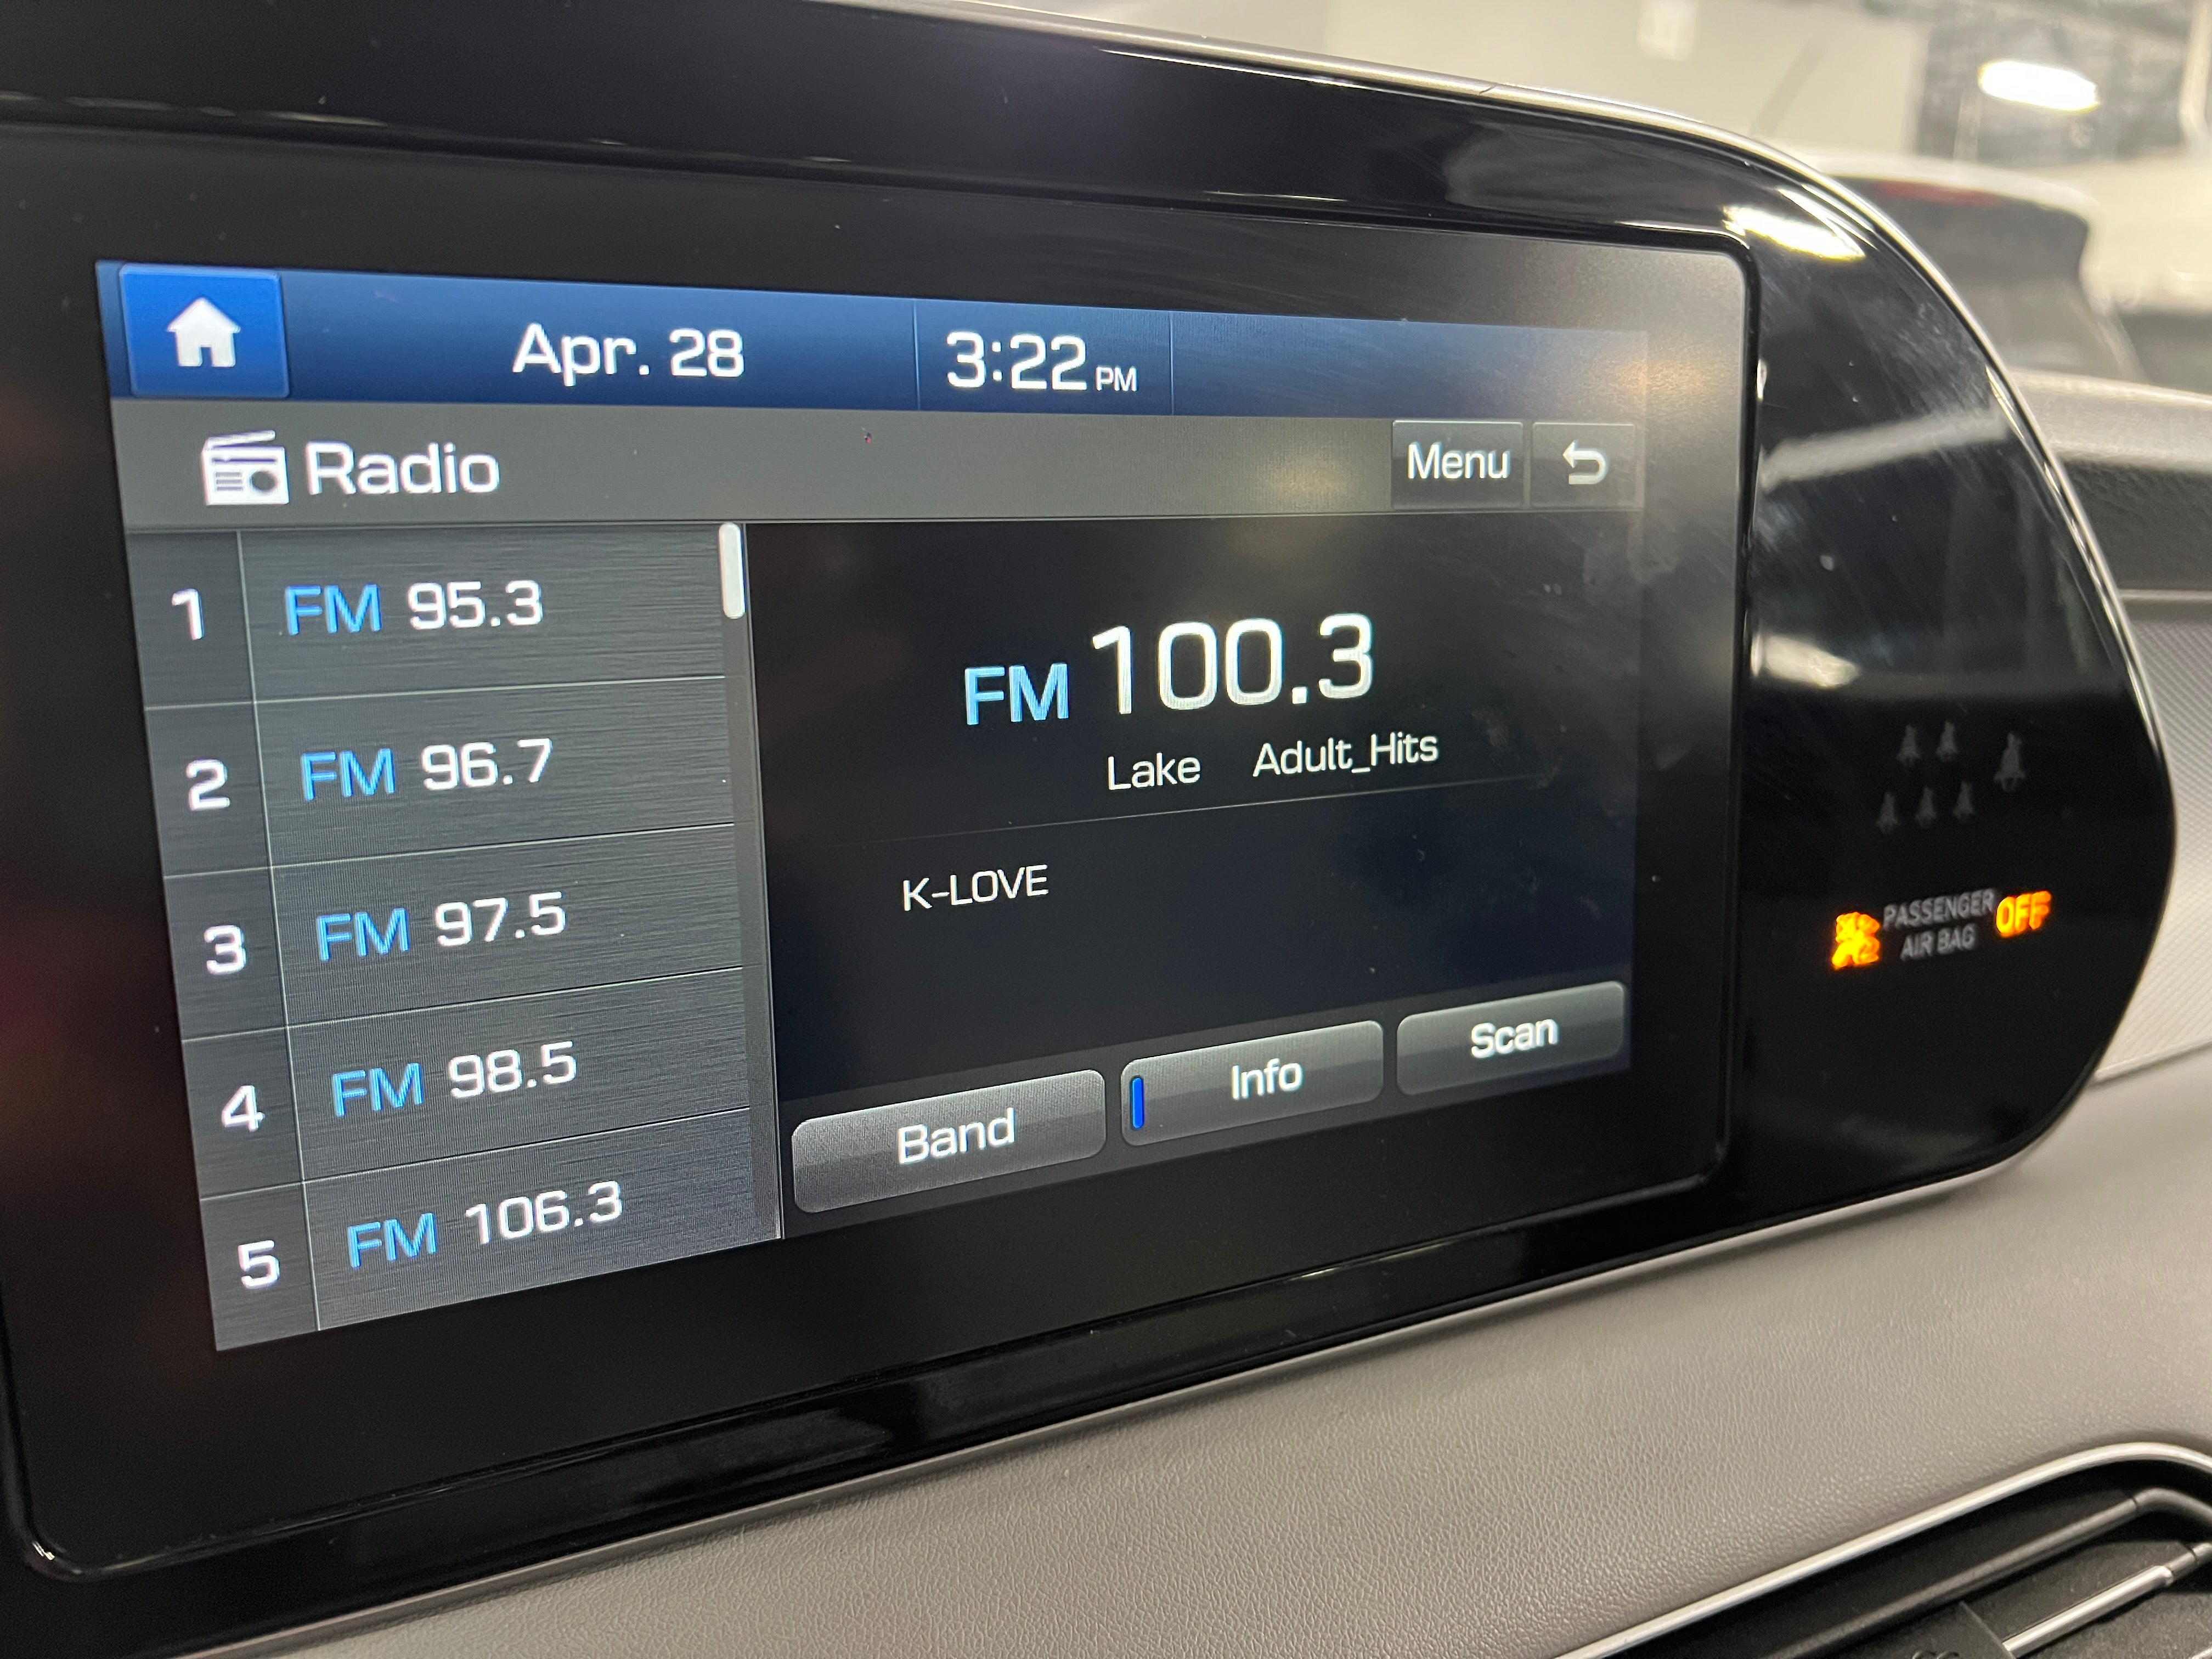 Apr. 28 3:22 PM
Radio Menu
1 FM 95.3
2 FM 96.7
3 FM 97.5
4 FM 98.5
5 FM 106.3
FM 100.3
Lake Adult_Hits
K-LOVE
Band Info Scan
PASSENGER OFF
AIR BAG